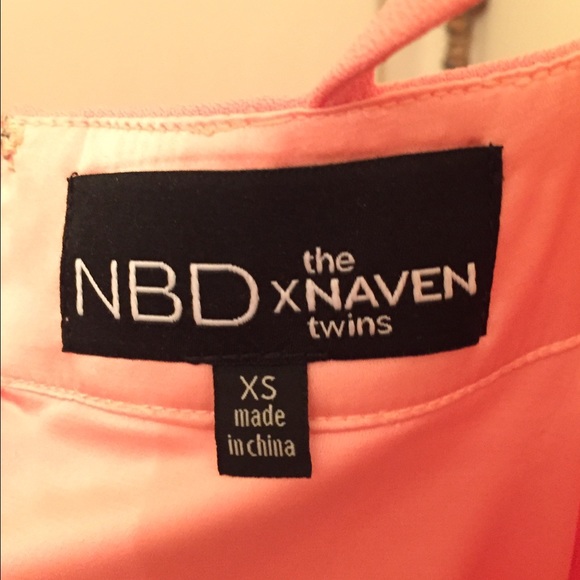 NBD x the NAVEN twins
XS
made
in china